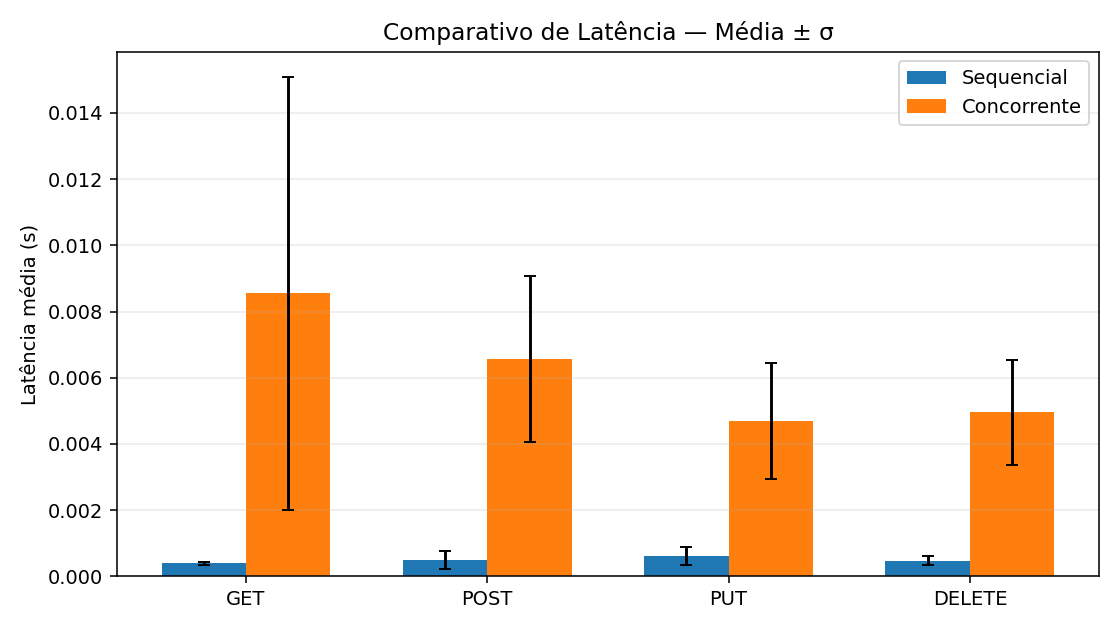 Comparativo de Latência — Média ± σ
Sequencial
Concorrente
Latência média (s)
0.014
0.012
0.010
0.008
0.006
0.004
0.002
0.000
GET
POST
PUT
DELETE